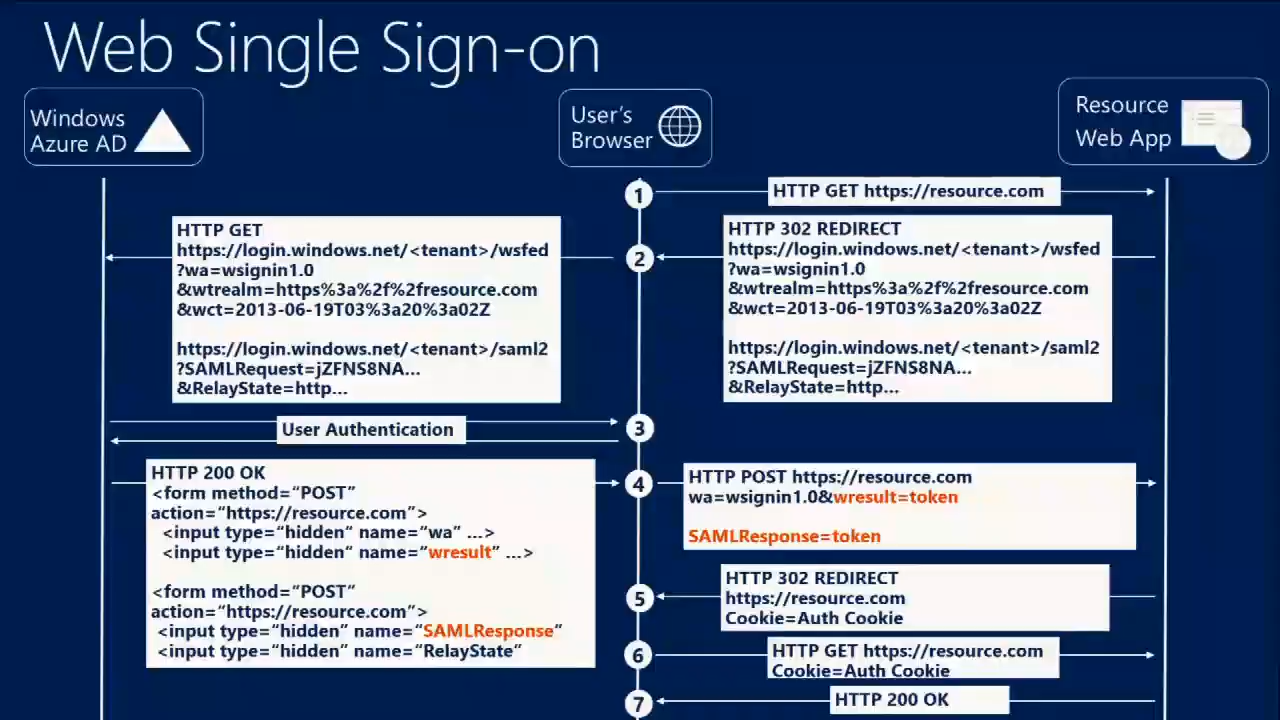 Web Single Sign-on
Windows
Azure AD
User's
Browser
Resource
Web App
1
HTTP GET https://resource.com
HTTP GET
https://login.windows.net/<tenant>/wsfed
?wa=wsignin1.0
&wtrealm=https%3a%2f%2fresource.com
&wct=2013-06-19T03%3a20%3a02Z
https://login.windows.net/<tenant>/saml2
?SAMLRequest=jZFNS8NA...
&RelayState=http...
2
HTTP 302 REDIRECT
https://login.windows.net/<tenant>/wsfed
?wa=wsignin1.0
&wtrealm=https%3a%2f%2fresource.com
&wct=2013-06-19T03%3a20%3a02Z
https://login.windows.net/<tenant>/saml2
?SAMLRequest=jZFNS8NA...
&RelayState=http...
User Authentication
3
HTTP 200 OK
<form method=“POST”
action=“https://resource.com”>
<input type=“hidden” name=“wa” ...>
<input type=“hidden” name=“wresult” ...>
<form method=“POST”
action=“https://resource.com”>
<input type=“hidden” name=“SAMLResponse”
<input type=“hidden” name=“RelayState”
4
HTTP POST https://resource.com
wa=wsignin1.0&wresult=token
SAMLResponse=token
5
HTTP 302 REDIRECT
https://resource.com
Cookie=Auth Cookie
6
HTTP GET https://resource.com
Cookie=Auth Cookie
7
HTTP 200 OK